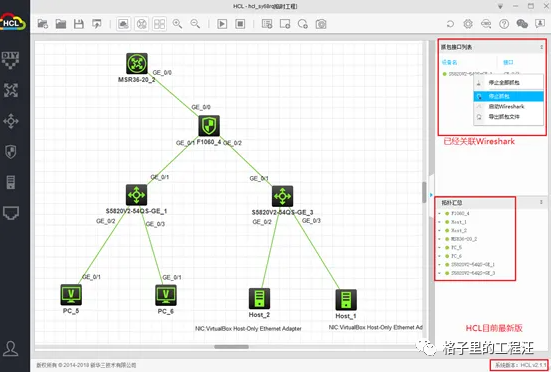 HCL
HCL - hcl_sy88rq(临时工程)
DIY
抓包接口列表
设备名
接口
停止全部抓包
停止抓包
启动Wireshark
导出抓包文件
已经关联Wireshark
GE_0/0
MSR36-20_2
GE_0/0
F1060_4
GE_0/1
GE_0/2
GE_0/1
GE_0/1
S5820V2-54QS-GE_1
S5820V2-54QS-GE_3
GE_0/2
GE_0/3
GE_0/2
GE_0/3
GE_0/1
GE_0/1
PC_5
PC_6
Host_2
Host_1
NIC:VirtualBox Host-Only Ethernet Adapter
NIC:VirtualBox Host-Only Ethernet
拓扑汇总
F1060_4
Host_1
Host_2
MSR36-20_2
PC_5
PC_6
S5820V2-54QS-GE_1
S5820V2-54QS-GE_3
HCL目前最新版
格子里的工程汪
版权所有 © 2014-2018 新华三技术有限公司
系统版本: HCL v2.1.1